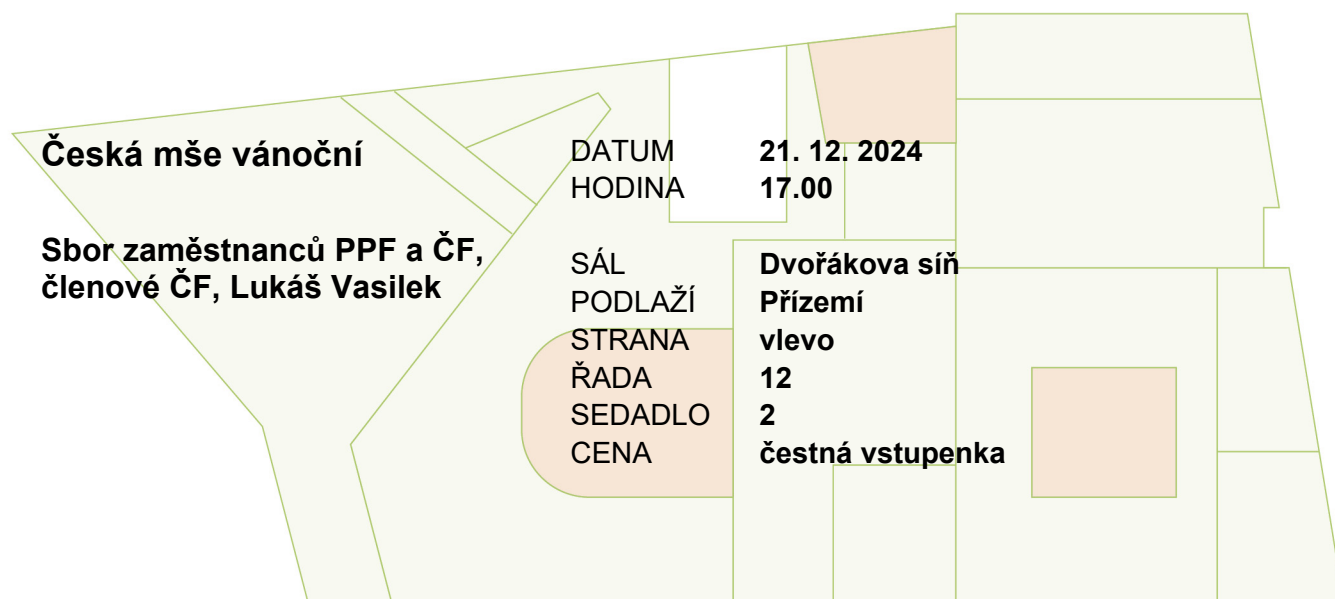 Česká mše vánoční
Sbor zaměstnanců PPF a ČF,
členové ČF, Lukáš Vasilek
DATUM 21. 12. 2024
HODINA 17.00
SÁL Dvořákova síň
PODLAŽÍ Přízemí
STRANA vlevo
ŘADA 12
SEDADLO 2
CENA čestná vstupenka